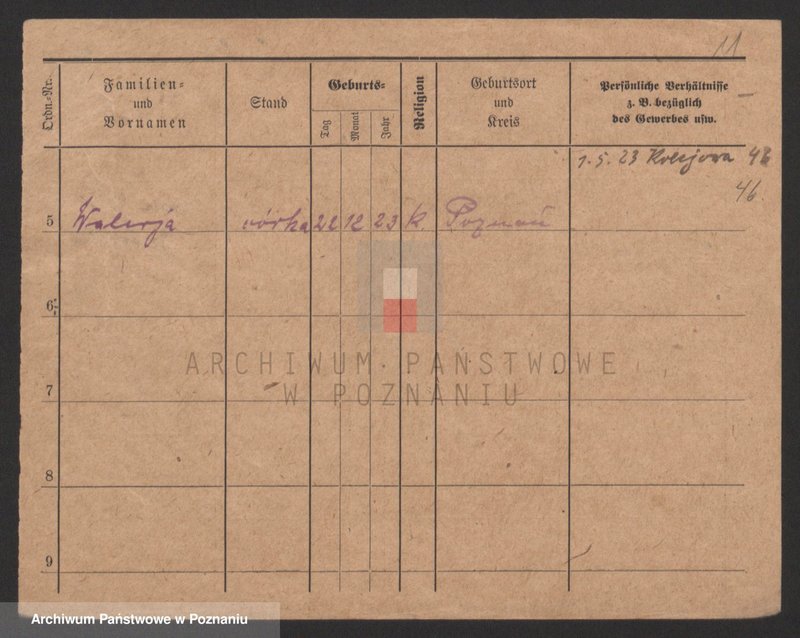 11
Ordn.-Nr.
Familien-
und
Vornamen
Stand
Geburts-
Tag
Monat
Jahr
Religion
Geburtsort
und
Kreis
Persönliche Verhältnisse
z. B. bezüglich
des Gewerbes usw.
1.5.23 Kolejowa 46
46.
5 Walerja córka 22 12 23 k. Poznań
6
7
8
9
ARCHIWUM PAŃSTWOWE
W POZNANIU
Archiwum Państwowe w Poznaniu